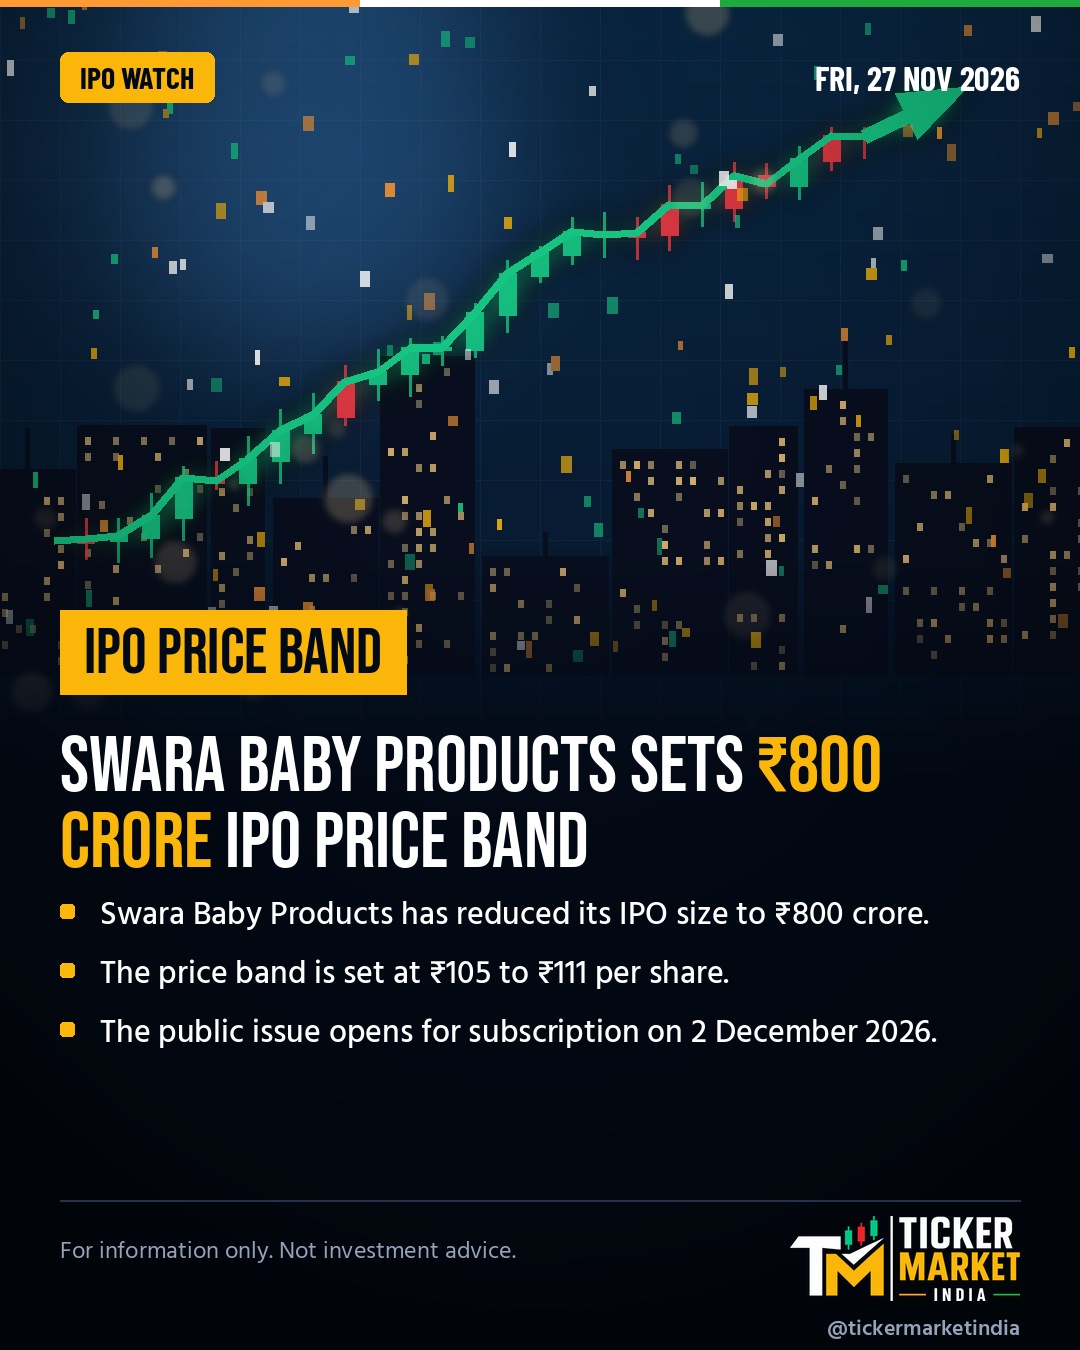 IPO WATCH
FRI, 27 NOV 2026
IPO PRICE BAND
SWARA BABY PRODUCTS SETS ₹800
CRORE IPO PRICE BAND
Swara Baby Products has reduced its IPO size to ₹800 crore.
The price band is set at ₹105 to ₹111 per share.
The public issue opens for subscription on 2 December 2026.
For information only. Not investment advice.
TM
TICKER
MARKET
INDIA
@tickermarketindia